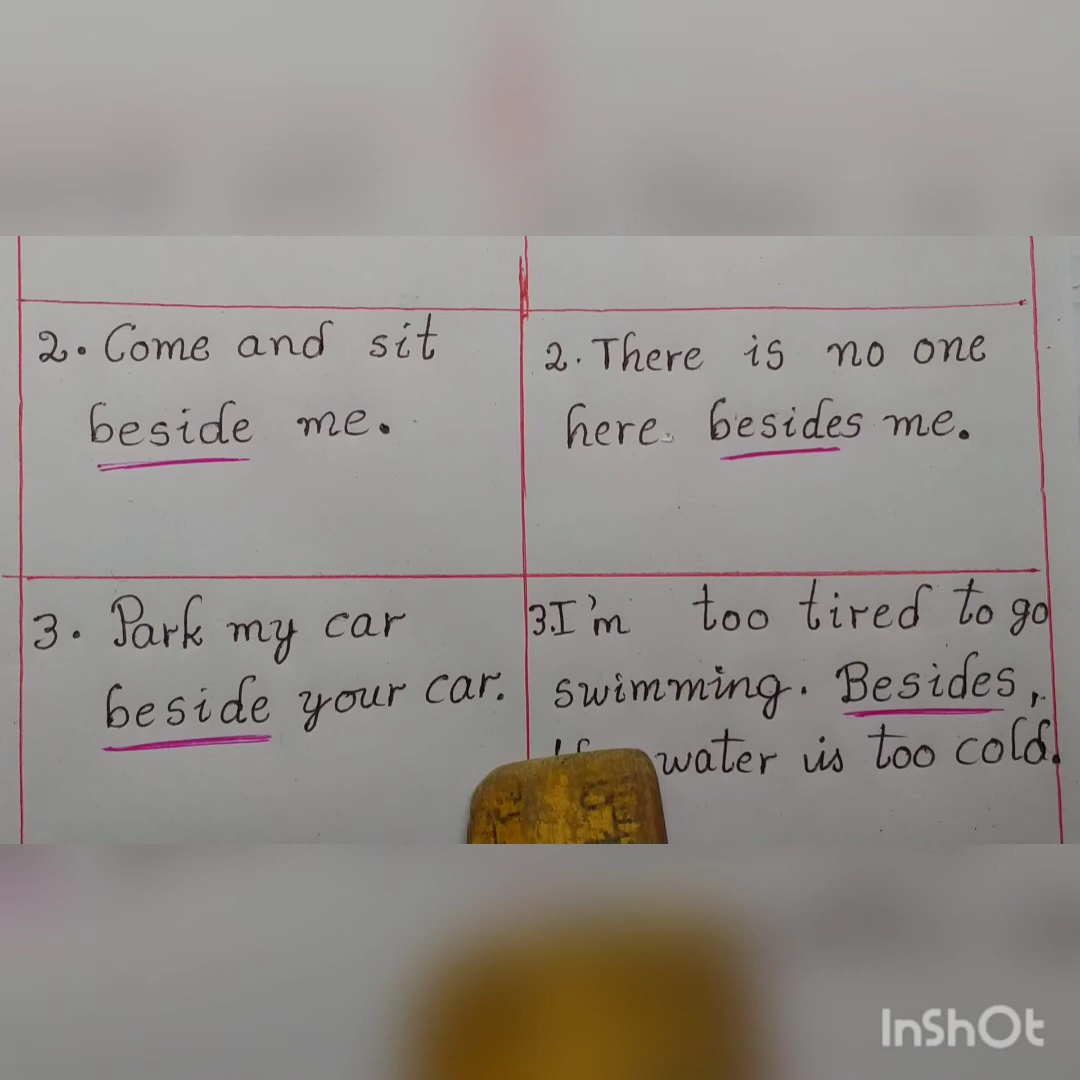 2. Come and sit
beside me.
2. There is no one
here. besides me.
3. Park my car
beside your car.
3. I'm too tired to go
swimming. Besides,
water is too cold.
InShOt